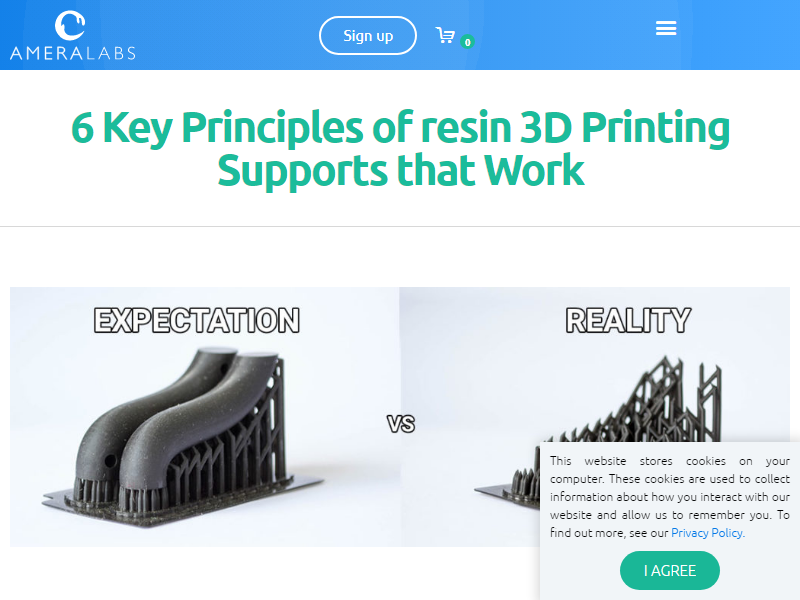 AMERALABS
Sign up
0
6 Key Principles of resin 3D Printing
Supports that Work
EXPECTATION
REALITY
VS
This website stores cookies on your
computer. These cookies are used to collect
information about how you interact with our
website and allow us to remember you. To
find out more, see our Privacy Policy.
I AGREE